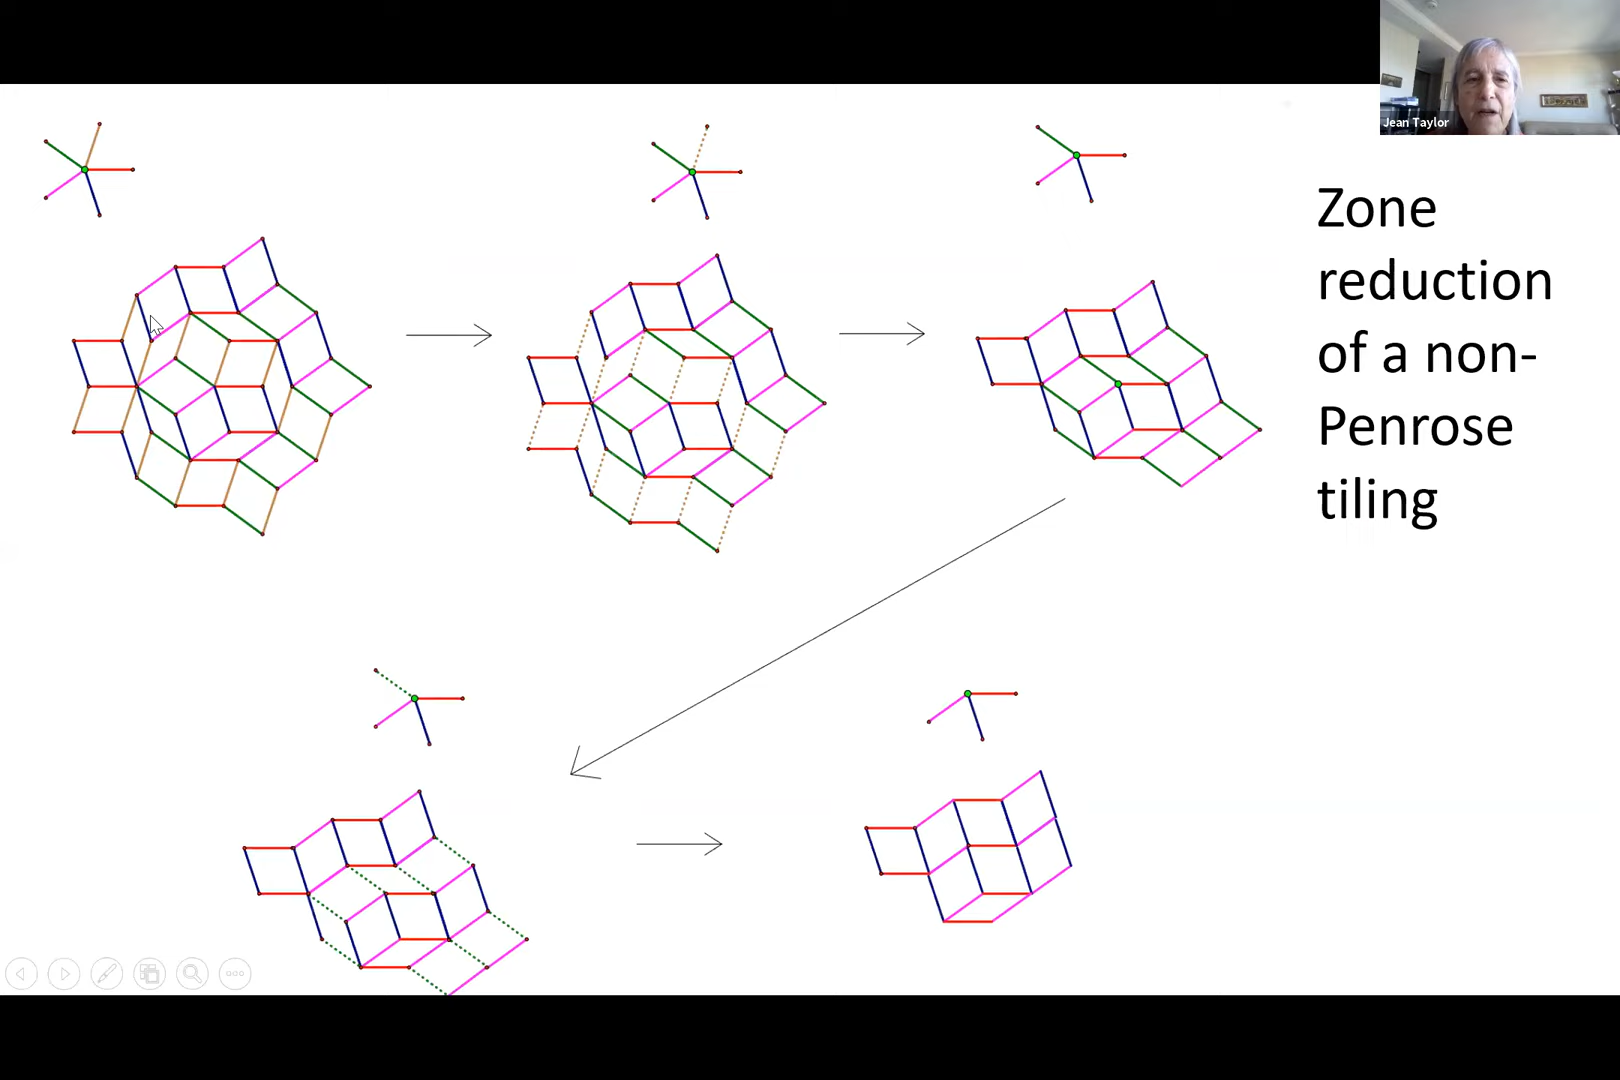 Jean Taylor
Zone
reduction
of a non-
Penrose
tiling